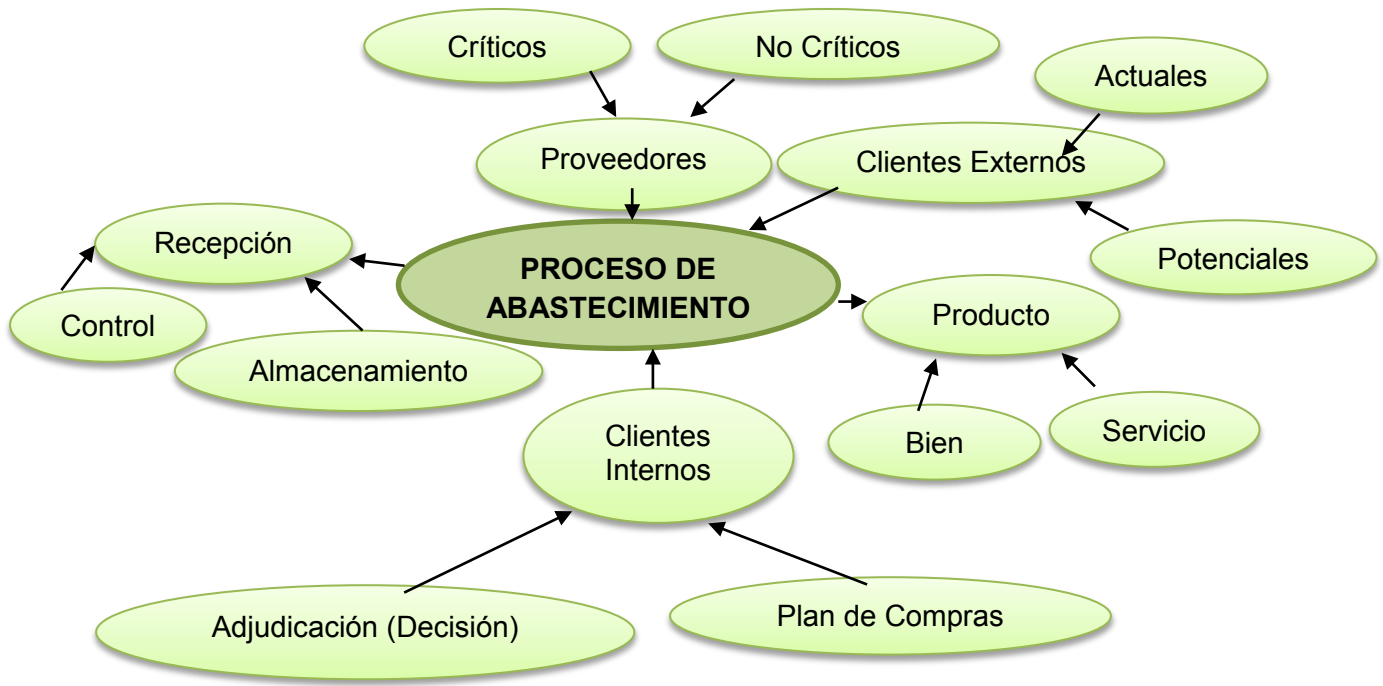 Críticos
No Críticos
Actuales
Proveedores
Clientes Externos
Recepción
Potenciales
PROCESO DE
ABASTECIMIENTO
Control
Producto
Almacenamiento
Clientes
Internos
Bien
Servicio
Adjudicación (Decisión)
Plan de Compras